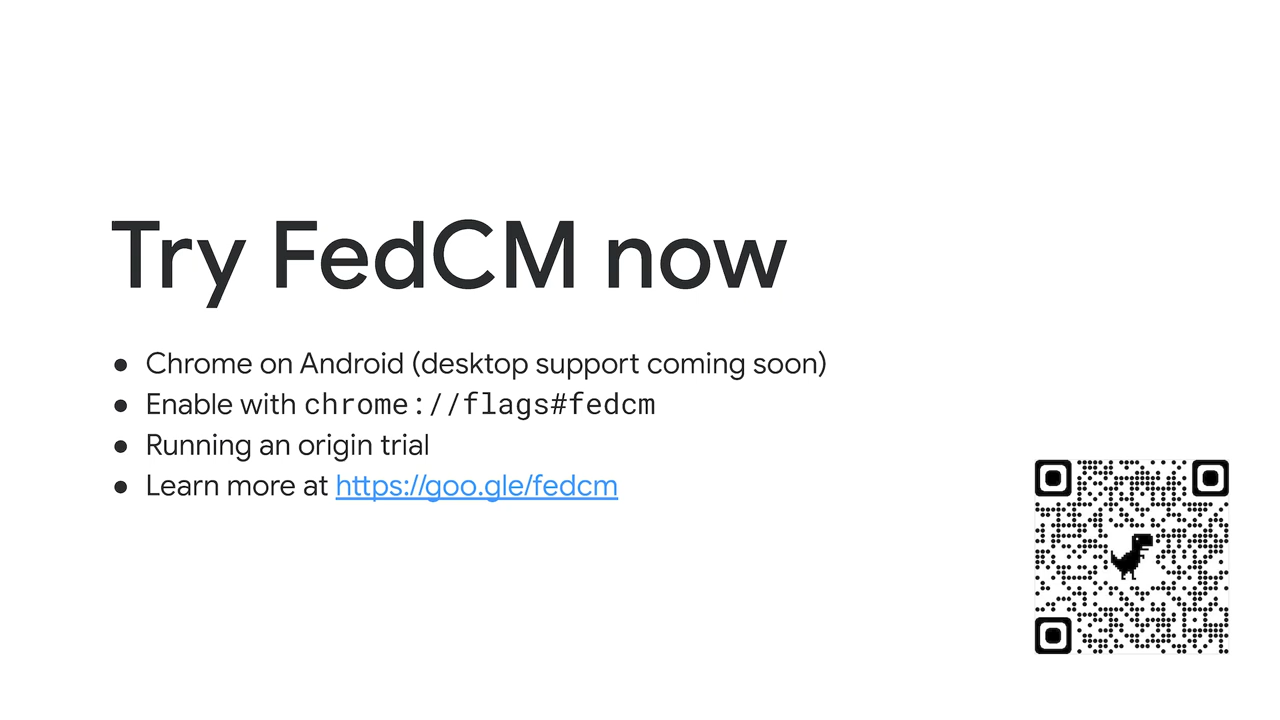 Try FedCM now
● Chrome on Android (desktop support coming soon)
● Enable with chrome://flags#fedcm
● Running an origin trial
● Learn more at https://goo.gle/fedcm